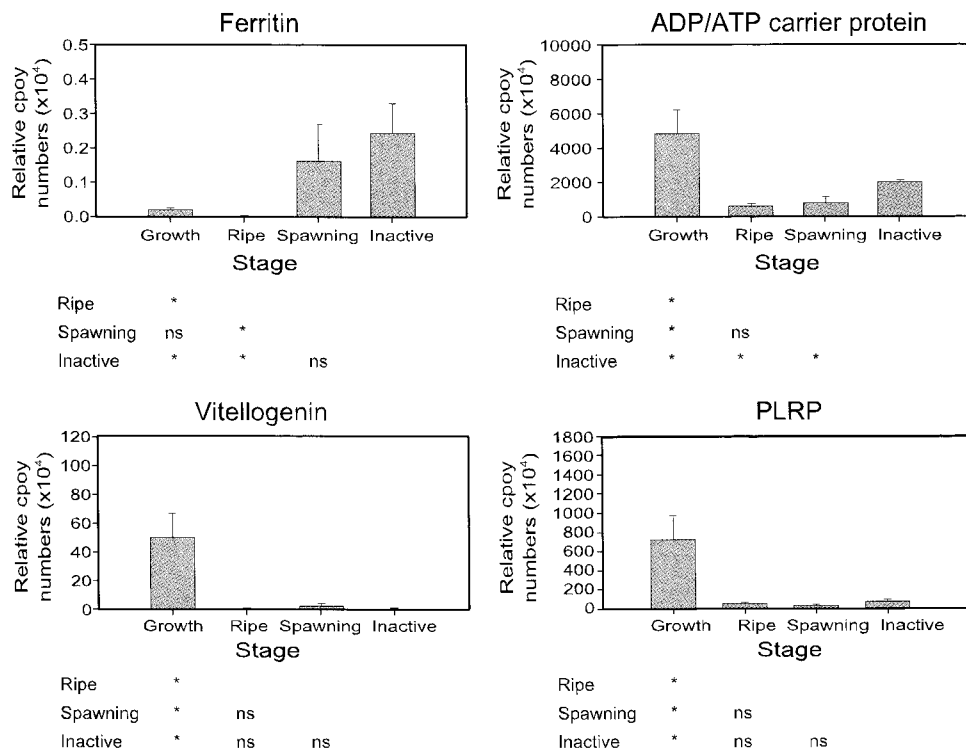 Ferritin
Relative cpoy
numbers (x10⁴)
0.5
0.4
0.3
0.2
0.1
0.0
Growth Ripe Spawning Inactive
Stage
Ripe *
Spawning ns *
Inactive * * ns
ADP/ATP carrier protein
Relative cpoy
numbers (x10⁴)
10000
8000
6000
4000
2000
0
Growth Ripe Spawning Inactive
Stage
Ripe *
Spawning * ns
Inactive * * *
Vitellogenin
Relative cpoy
numbers (x10⁴)
120
100
80
60
40
20
0
Growth Ripe Spawning Inactive
Stage
Ripe *
Spawning * ns
Inactive * ns ns
PLRP
Relative cpoy
numbers (x10⁴)
1800
1600
1400
1200
1000
800
600
400
200
0
Growth Ripe Spawning Inactive
Stage
Ripe *
Spawning * ns
Inactive * ns ns